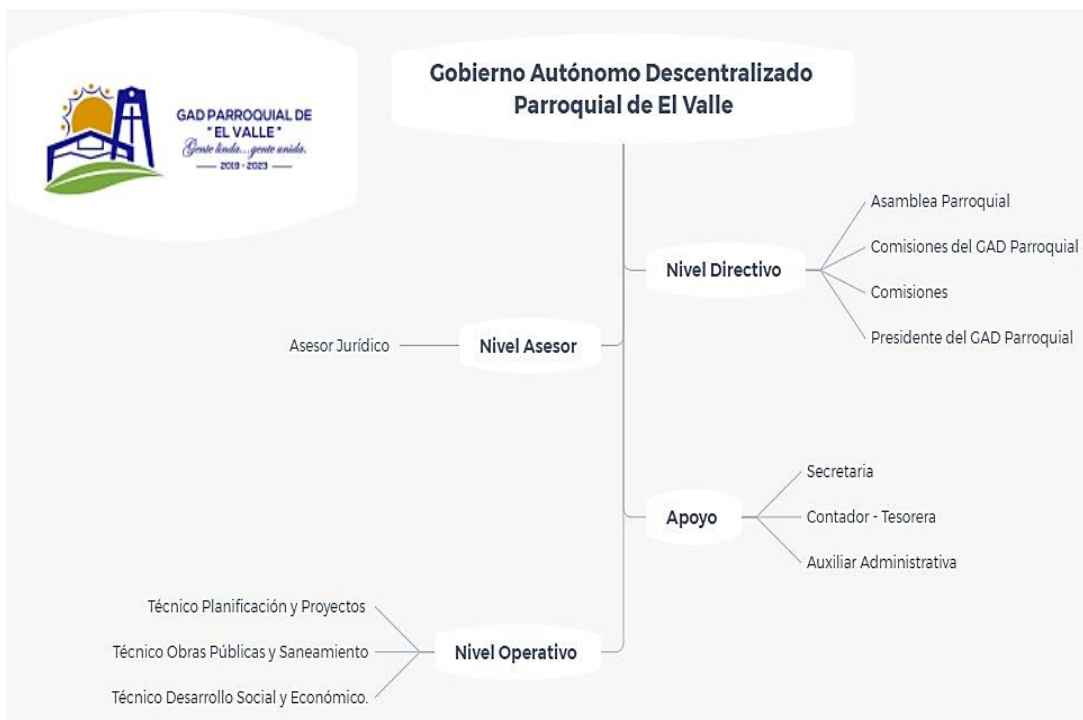 GAD PARROQUIAL DE
"EL VALLE"
Gente linda...gente unida.
2019 - 2023
Gobierno Autónomo Descentralizado
Parroquial de El Valle
Nivel Directivo
Asamblea Parroquial
Comisiones del GAD Parroquial
Comisiones
Presidente del GAD Parroquial
Nivel Asesor
Asesor Jurídico
Apoyo
Secretaria
Contador - Tesorera
Auxiliar Administrativa
Nivel Operativo
Técnico Planificación y Proyectos
Técnico Obras Públicas y Saneamiento
Técnico Desarrollo Social y Económico.